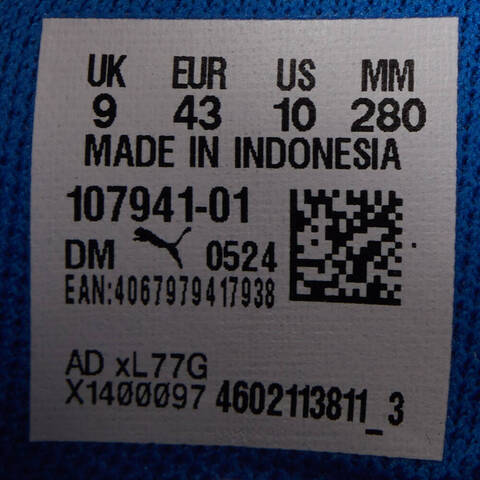 UK EUR US MM
9 43 10 280
MADE IN INDONESIA
107941-01
DM 0524
EAN:4067979417938
AD xL77G
X1400097 4602113811_3